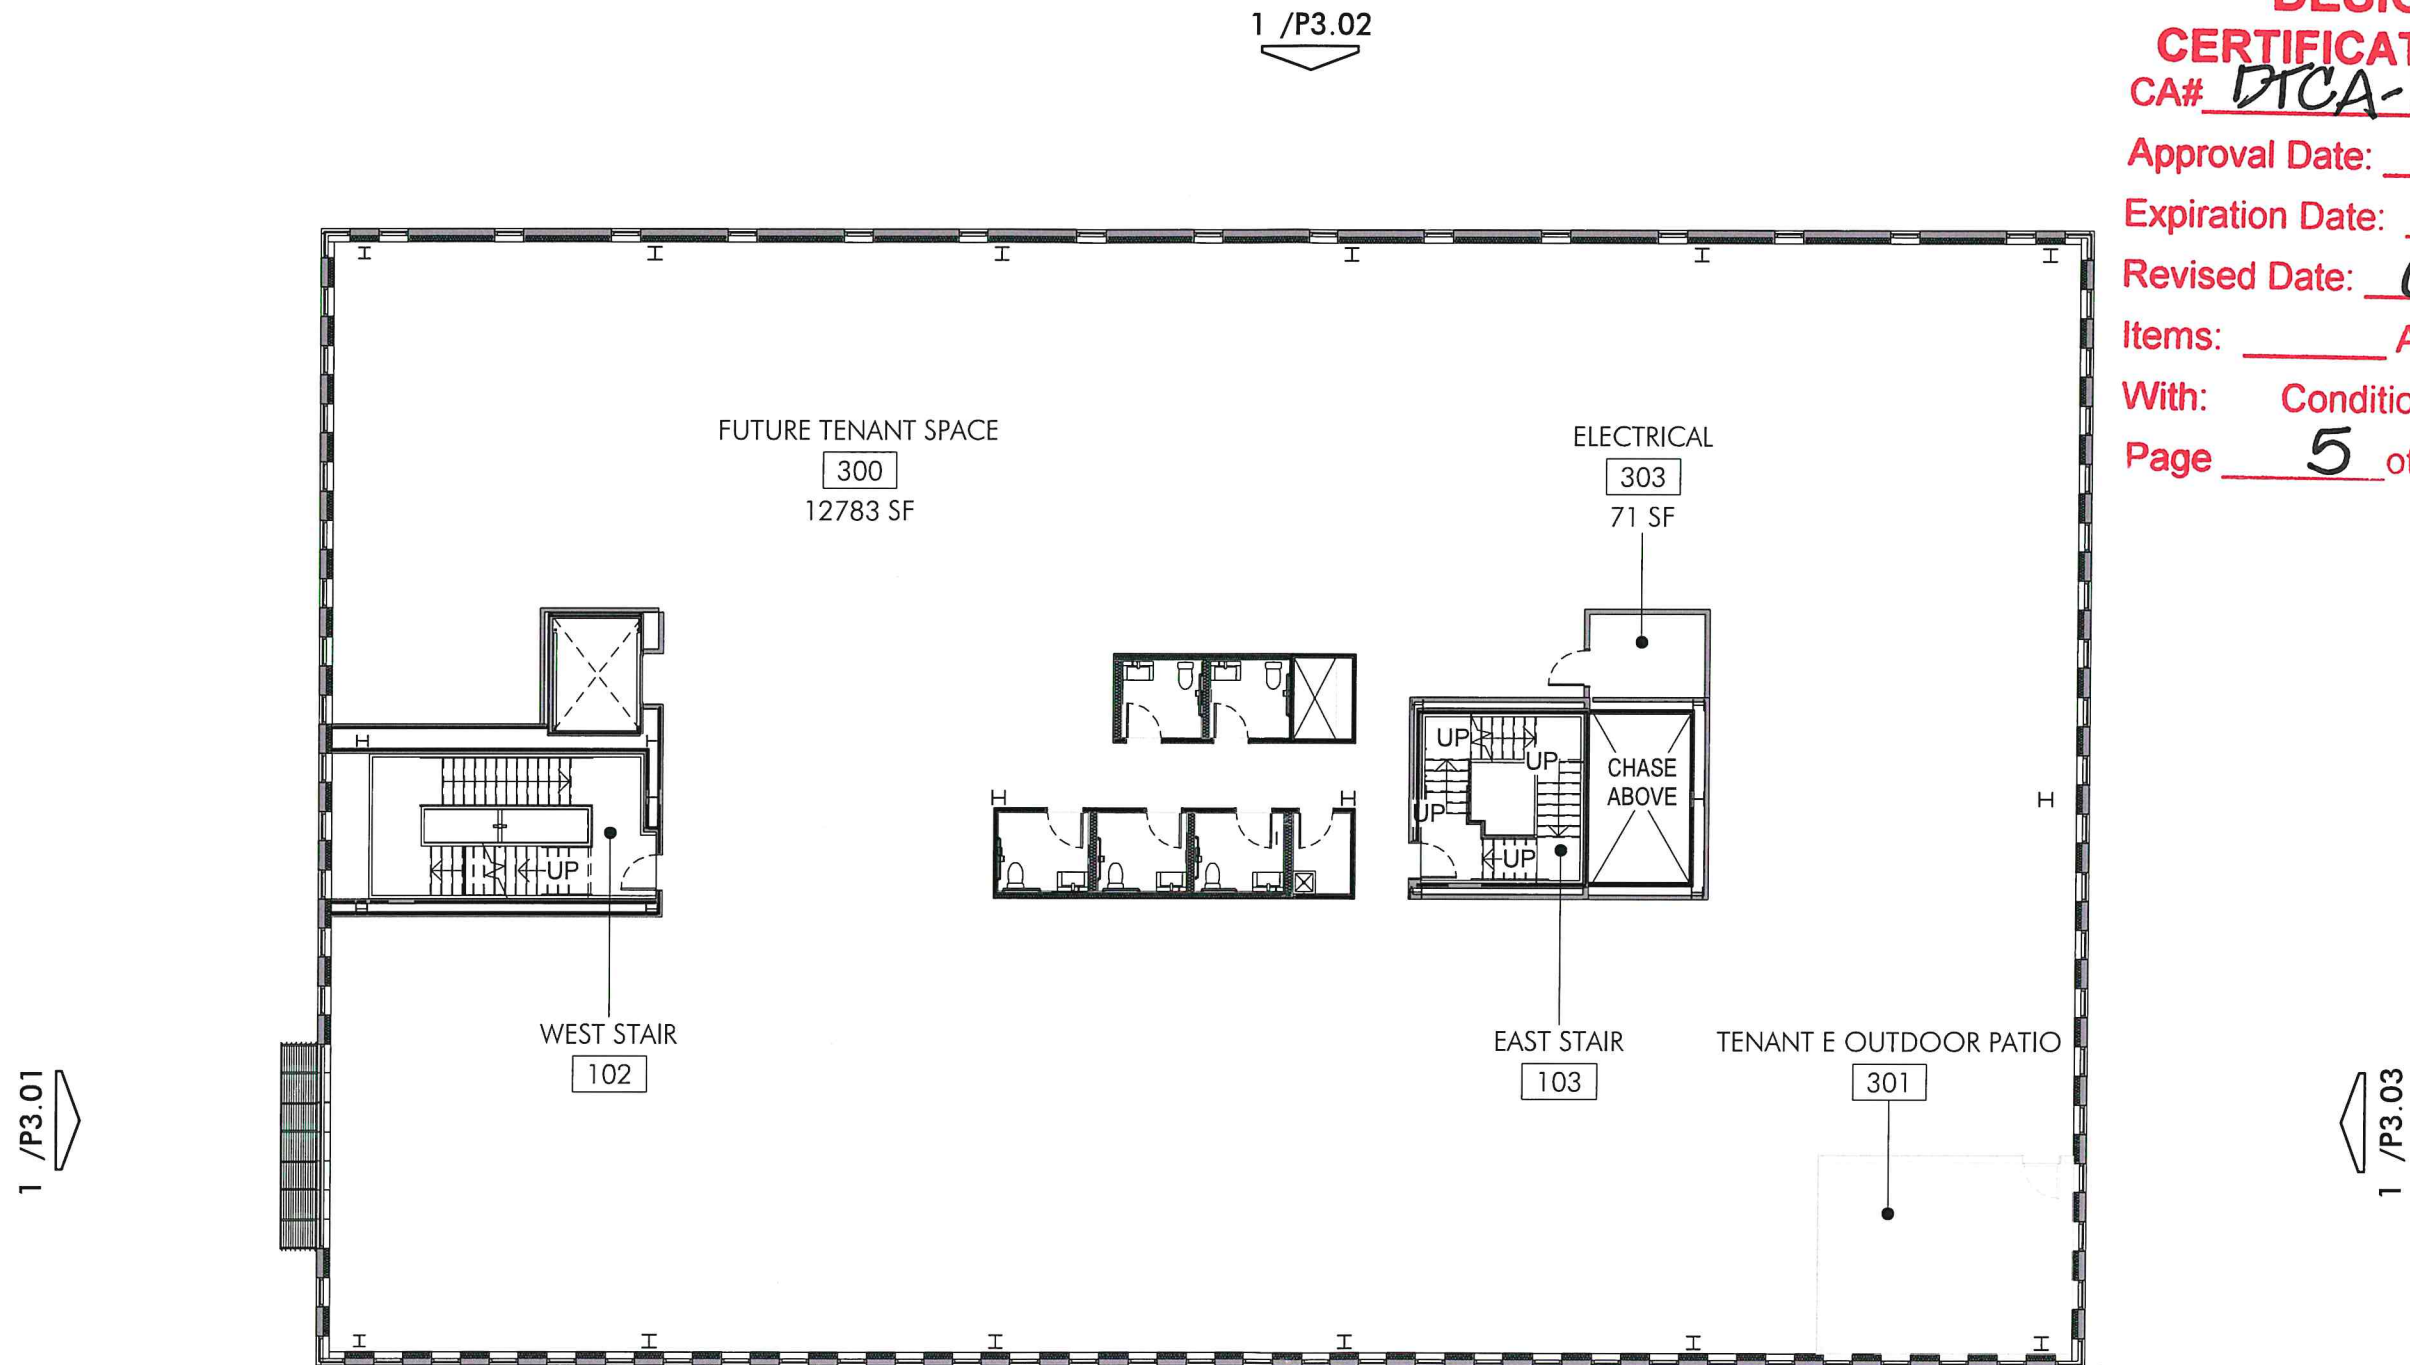 1 /P3.02
CERTIFICAT
CA# DTCA-
Approval Date:
Expiration Date:
Revised Date:
Items: A
With: Conditio
Page 5 of
FUTURE TENANT SPACE
300
12783 SF
ELECTRICAL
303
71 SF
UP
UP
UP
UP
CHASE
ABOVE
UP
WEST STAIR
102
EAST STAIR
103
TENANT E OUTDOOR PATIO
301
1 /P3.01
1 /P3.03